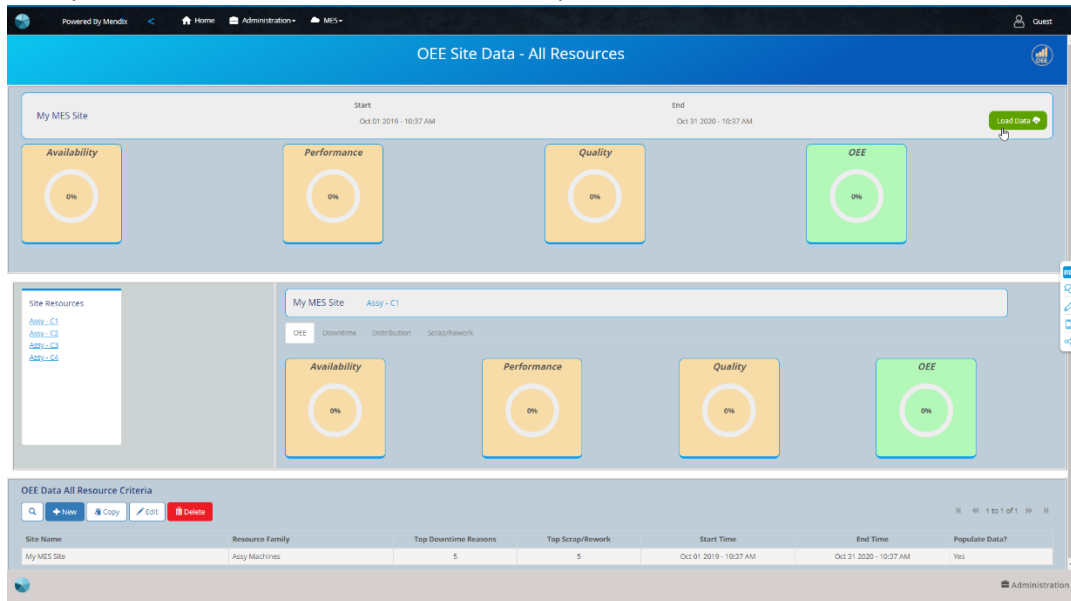 Powered By Mendix < Home Administration MES Guest
OEE Site Data - All Resources
OEE
Start End
My MES Site Oct 01 2019 - 10:37 AM Oct 31 2020 - 10:37 AM Load Data
Availability Performance Quality OEE
0% 0% 0% 0%
Site Resources
Assy - C1
Assy - C2
Assy - C3
Assy - C4
My MES Site Assy - C1
OEE Downtime Distribution Scrap/Rework
Availability Performance Quality OEE
0% 0% 0% 0%
OEE Data All Resource Criteria
New Copy Edit Delete 1 to 1 of 1
Site Name Resource Family Top Downtime Reasons Top Scrap/Rework Start Time End Time Populate Data?
My MES Site Assy Machines 5 5 Oct 01 2019 - 10:37 AM Oct 31 2020 - 10:37 AM Yes
Administration